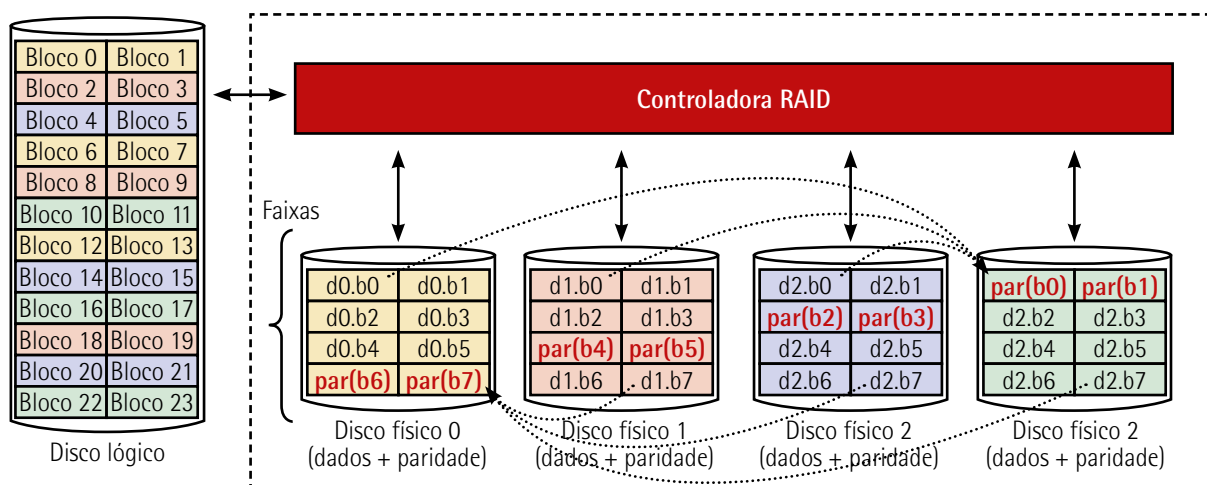 Bloco 0 Bloco 1
Bloco 2 Bloco 3
Bloco 4 Bloco 5
Bloco 6 Bloco 7
Bloco 8 Bloco 9
Bloco 10 Bloco 11
Bloco 12 Bloco 13
Bloco 14 Bloco 15
Bloco 16 Bloco 17
Bloco 18 Bloco 19
Bloco 20 Bloco 21
Bloco 22 Bloco 23
Disco lógico
Controladora RAID
Faixas
d0.b0 d0.b1
d0.b2 d0.b3
d0.b4 d0.b5
par(b6) par(b7)
Disco físico 0
(dados + paridade)
d1.b0 d1.b1
d1.b2 d1.b3
par(b4) par(b5)
d1.b6 d1.b7
Disco físico 1
(dados + paridade)
d2.b0 d2.b1
par(b2) par(b3)
d2.b4 d2.b5
d2.b6 d2.b7
Disco físico 2
(dados + paridade)
par(b0) par(b1)
d2.b2 d2.b3
d2.b4 d2.b5
d2.b6 d2.b7
Disco físico 2
(dados + paridade)